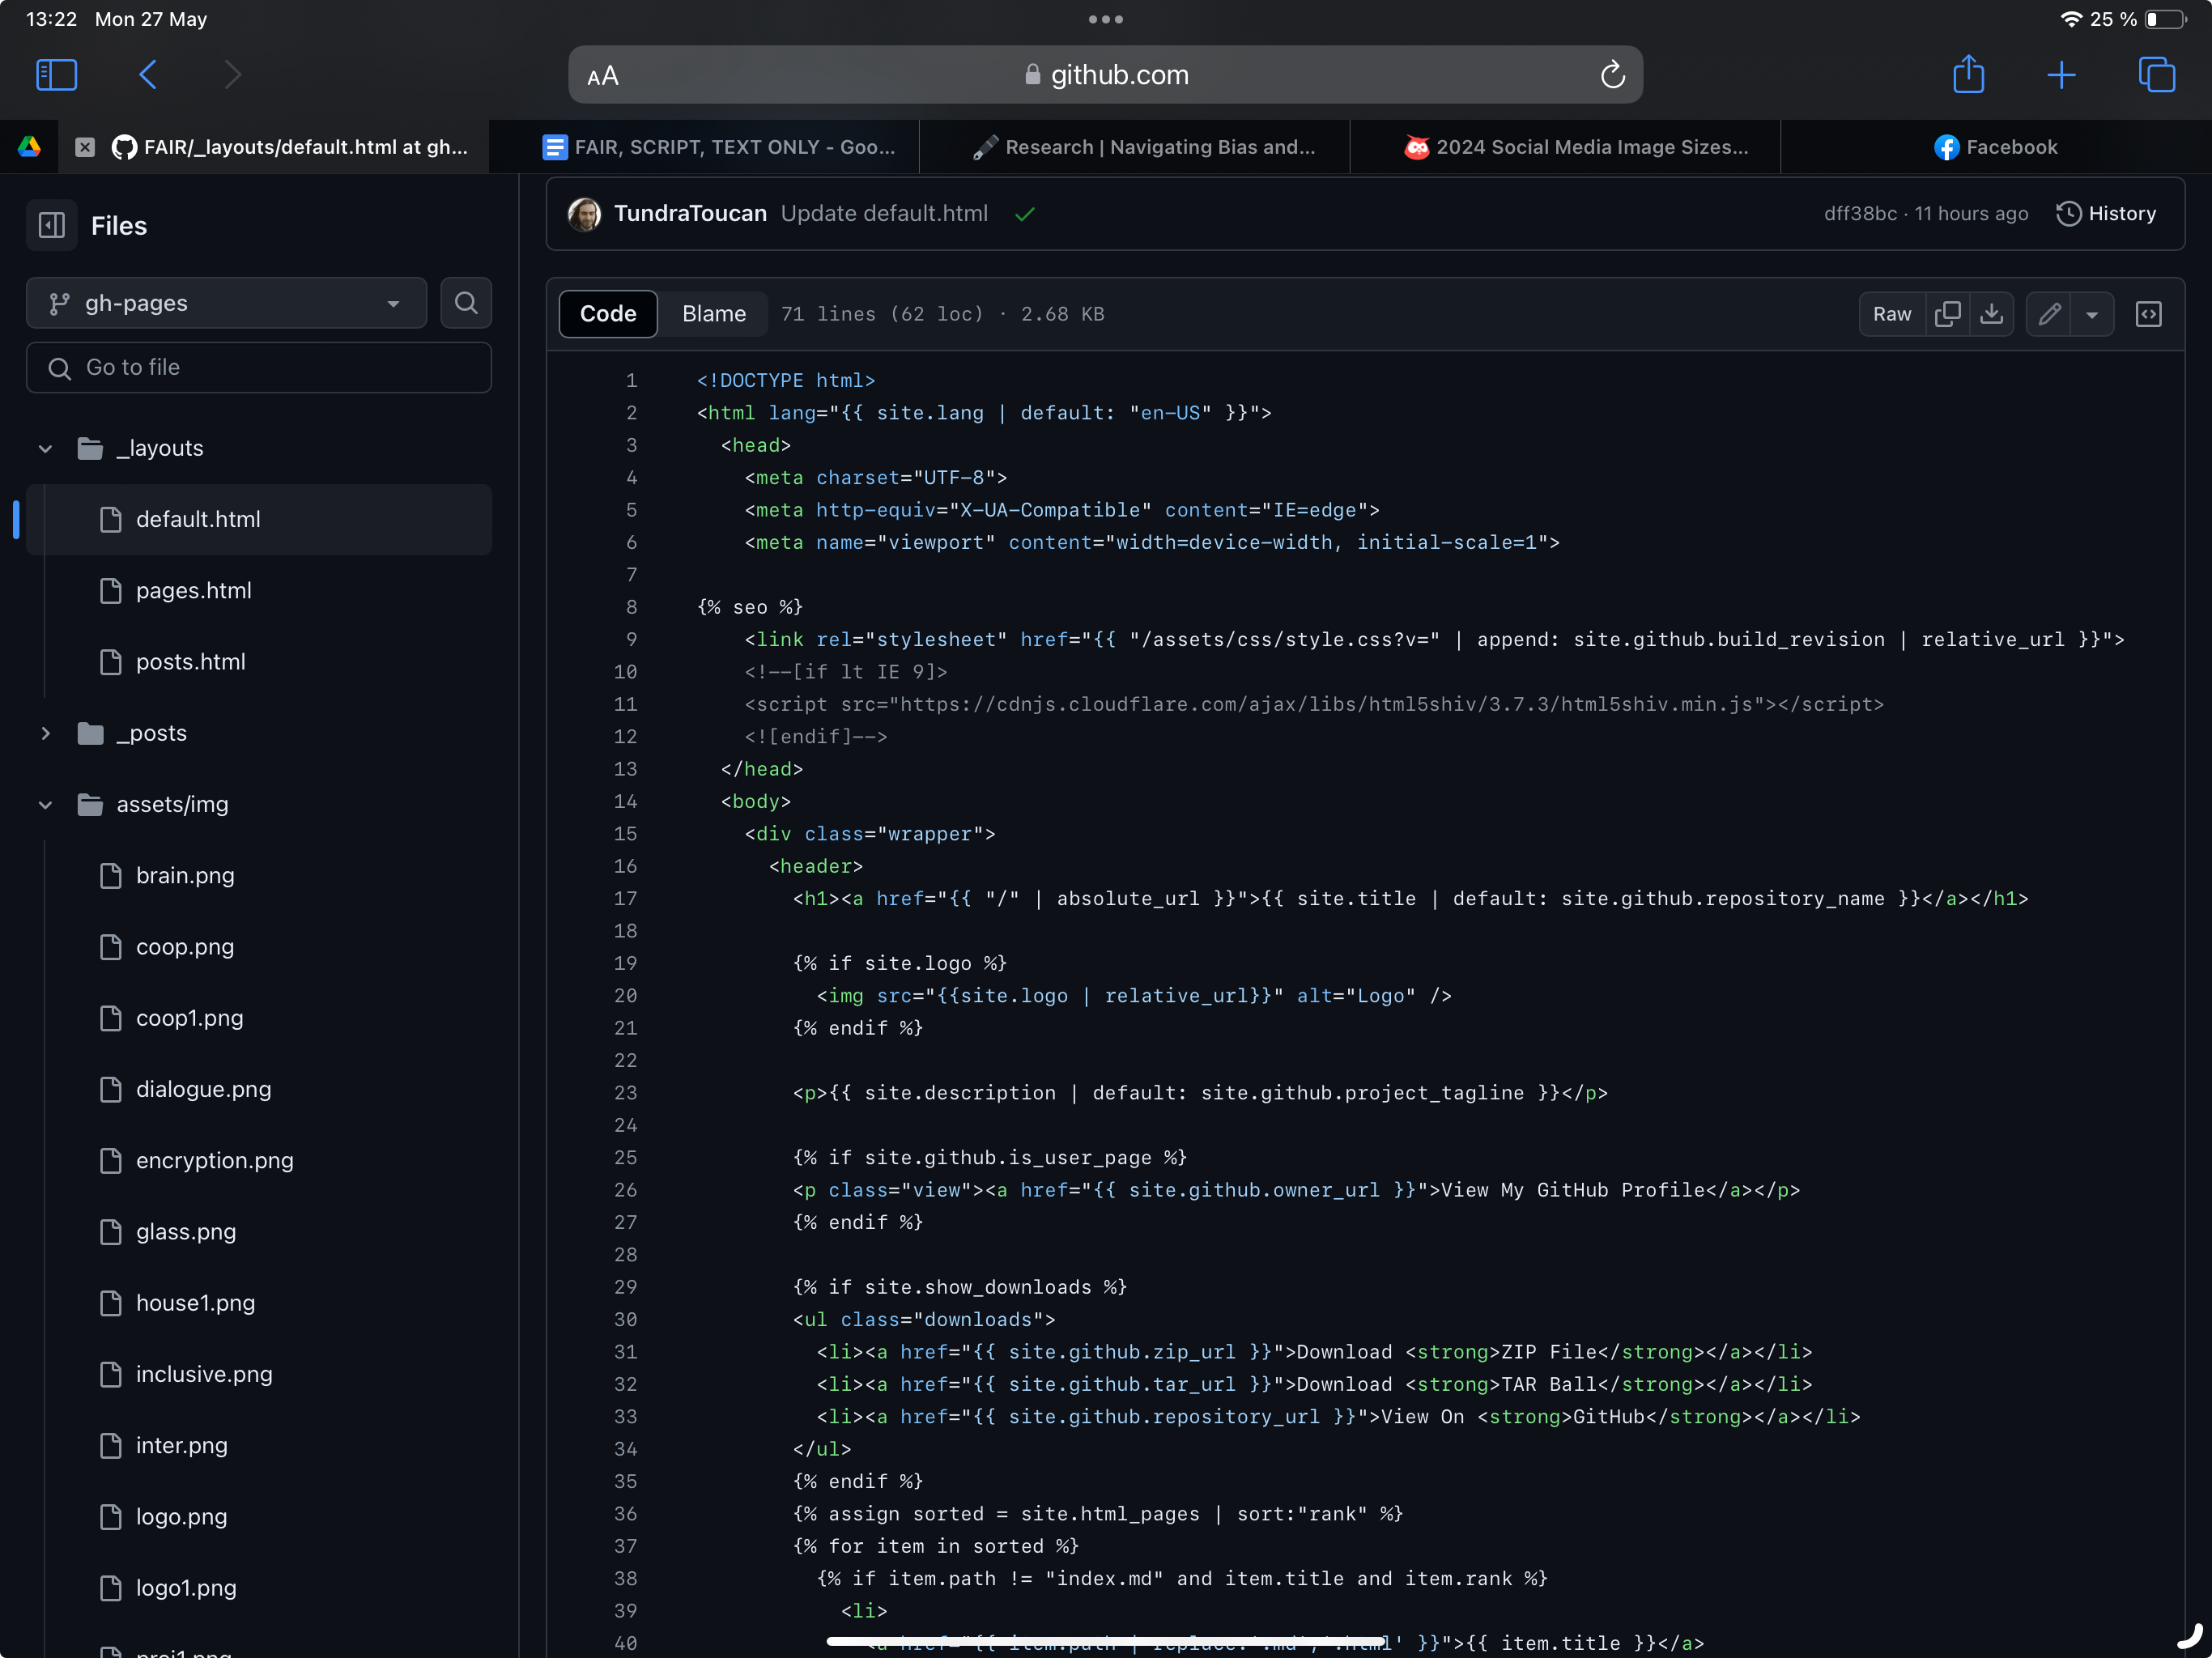 13:22 Mon 27 May
25 %
AA
github.com
FAIR/_layouts/default.html at gh...
FAIR, SCRIPT, TEXT ONLY - Goo...
Research | Navigating Bias and...
2024 Social Media Image Sizes...
Facebook
Files
gh-pages
Go to file
_layouts
default.html
pages.html
posts.html
_posts
assets/img
brain.png
coop.png
coop1.png
dialogue.png
encryption.png
glass.png
house1.png
inclusive.png
inter.png
logo.png
logo1.png
TundraToucan Update default.html
dff38bc · 11 hours ago
History
Code Blame 71 lines (62 loc) · 2.68 KB
Raw
1 <!DOCTYPE html>
2 <html lang="{{ site.lang | default: "en-US" }}">
3 <head>
4 <meta charset="UTF-8">
5 <meta http-equiv="X-UA-Compatible" content="IE=edge">
6 <meta name="viewport" content="width=device-width, initial-scale=1">
7
8 {% seo %}
9 <link rel="stylesheet" href="{{ "/assets/css/style.css?v=" | append: site.github.build_revision | relative_url }}">
10 <!--[if lt IE 9]>
11 <script src="https://cdnjs.cloudflare.com/ajax/libs/html5shiv/3.7.3/html5shiv.min.js"></script>
12 <![endif]-->
13 </head>
14 <body>
15 <div class="wrapper">
16 <header>
17 <h1><a href="{{ "/" | absolute_url }}">{{ site.title | default: site.github.repository_name }}</a></h1>
18
19 {% if site.logo %}
20 <img src="{{site.logo | relative_url}}" alt="Logo" />
21 {% endif %}
22
23 <p>{{ site.description | default: site.github.project_tagline }}</p>
24
25 {% if site.github.is_user_page %}
26 <p class="view"><a href="{{ site.github.owner_url }}">View My GitHub Profile</a></p>
27 {% endif %}
28
29 {% if site.show_downloads %}
30 <ul class="downloads">
31 <li><a href="{{ site.github.zip_url }}">Download <strong>ZIP File</strong></a></li>
32 <li><a href="{{ site.github.tar_url }}">Download <strong>TAR Ball</strong></a></li>
33 <li><a href="{{ site.github.repository_url }}">View On <strong>GitHub</strong></a></li>
34 </ul>
35 {% endif %}
36 {% assign sorted = site.html_pages | sort:"rank" %}
37 {% for item in sorted %}
38 {% if item.path != "index.md" and item.title and item.rank %}
39 <li>
40 <a href="{{ item.path | replace:'.md','.html' }}">{{ item.title }}</a>